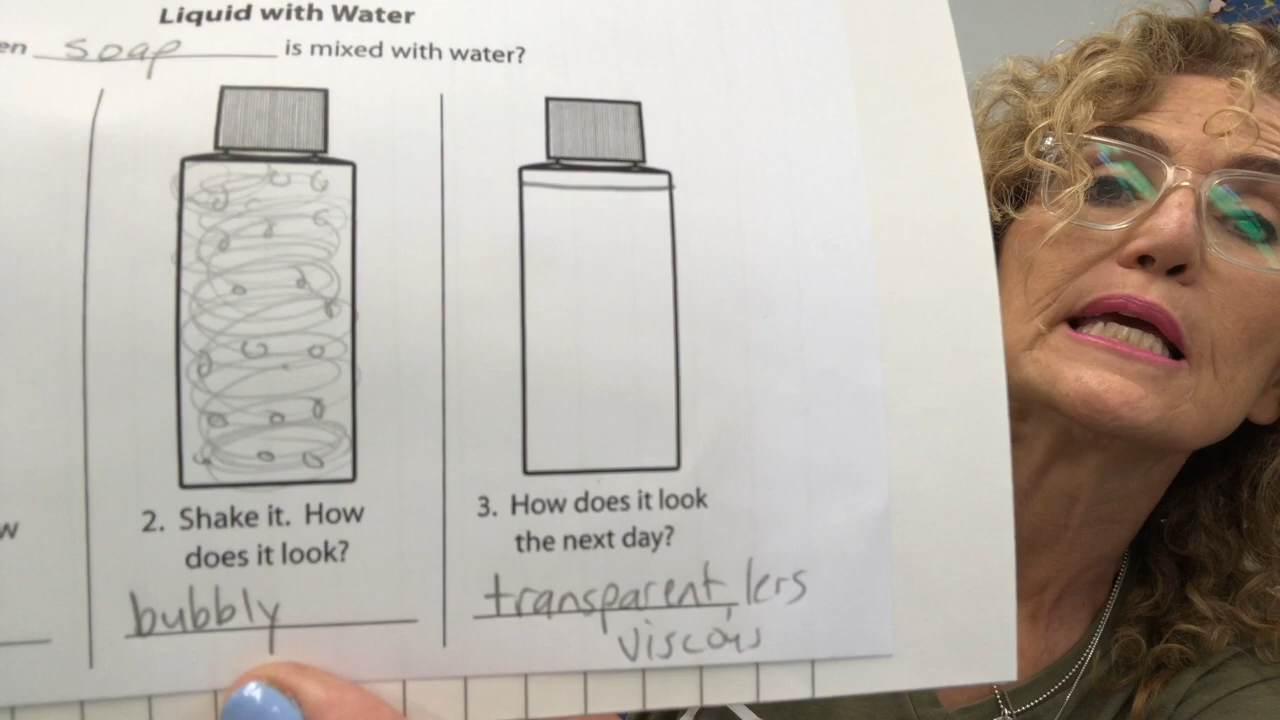 Liquid with Water
en soap is mixed with water?
w
2. Shake it. How
does it look?
bubbly
3. How does it look
the next day?
transparent, lers
viscous